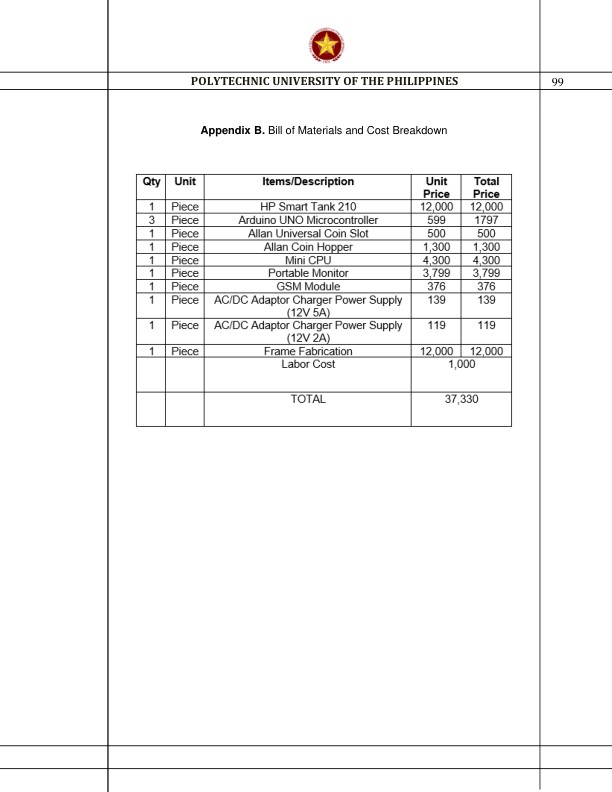 POLYTECHNIC UNIVERSITY OF THE PHILIPPINES 99
Appendix B. Bill of Materials and Cost Breakdown
Qty Unit Items/Description Unit Price Total Price
1 Piece HP Smart Tank 210 12,000 12,000
3 Piece Arduino UNO Microcontroller 599 1797
1 Piece Allan Universal Coin Slot 500 500
1 Piece Allan Coin Hopper 1,300 1,300
1 Piece Mini CPU 4,300 4,300
1 Piece Portable Monitor 3,799 3,799
1 Piece GSM Module 376 376
1 Piece AC/DC Adaptor Charger Power Supply 139 139
(12V 5A)
1 Piece AC/DC Adaptor Charger Power Supply 119 119
(12V 2A)
1 Piece Frame Fabrication 12,000 12,000
Labor Cost 1,000
TOTAL 37,330